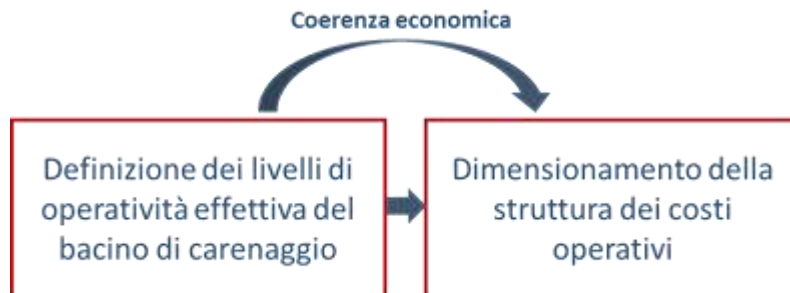 Coerenza economica
Definizione dei livelli di
operatività effettiva del
bacino di carenaggio
Dimensionamento della
struttura dei costi
operativi